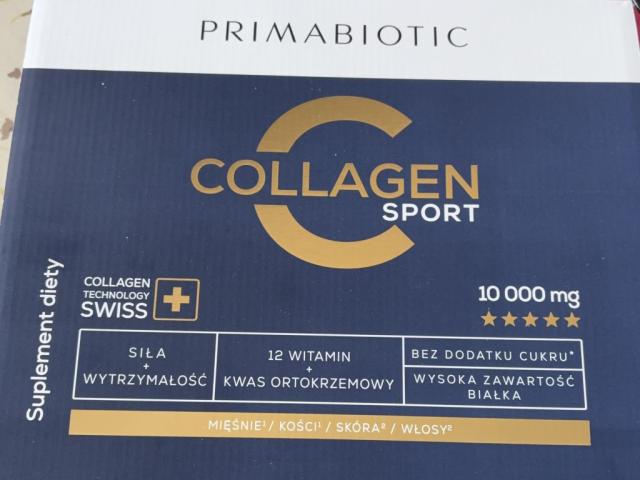 PRIMABIOTIC
COLLAGEN
SPORT
Suplement diety
COLLAGEN
TECHNOLOGY
SWISS
10 000 mg
SIŁA
+
WYTRZYMAŁOŚĆ
12 WITAMIN
+
KWAS ORTOKRZEMOWY
BEZ DODATKU CUKRU*
WYSOKA ZAWARTOŚĆ
BIAŁKA
MIĘŚNIE¹ / KOŚCI¹ / SKÓRA² / WŁOSY²